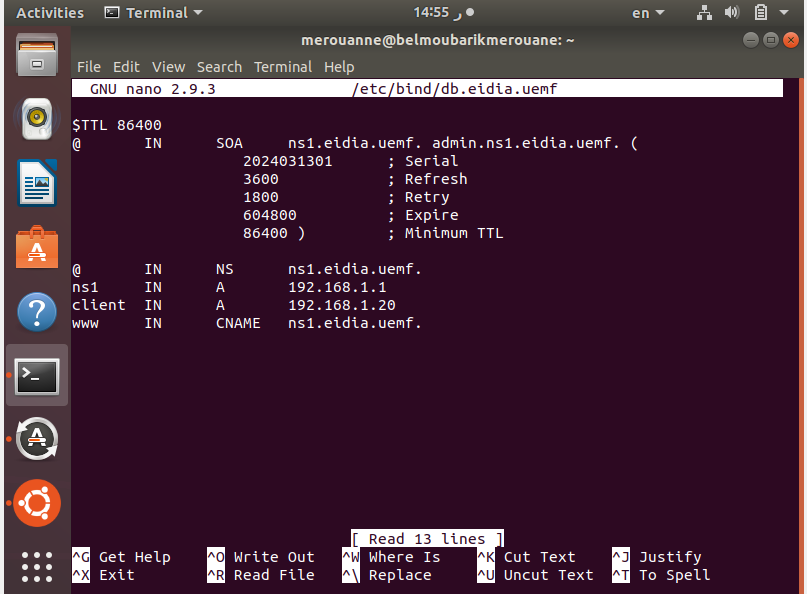 Activities Terminal 14:55 ر en
merouanne@belmoubarikmerouane: ~
File Edit View Search Terminal Help
GNU nano 2.9.3 /etc/bind/db.eidia.uemf
$TTL 86400
@ IN SOA ns1.eidia.uemf. admin.ns1.eidia.uemf. (
2024031301 ; Serial
3600 ; Refresh
1800 ; Retry
604800 ; Expire
86400 ) ; Minimum TTL
@ IN NS ns1.eidia.uemf.
ns1 IN A 192.168.1.1
client IN A 192.168.1.20
www IN CNAME ns1.eidia.uemf.
[ Read 13 lines ]
^G Get Help ^O Write Out ^W Where Is ^K Cut Text ^J Justify
^X Exit ^R Read File ^\ Replace ^U Uncut Text ^T To Spell